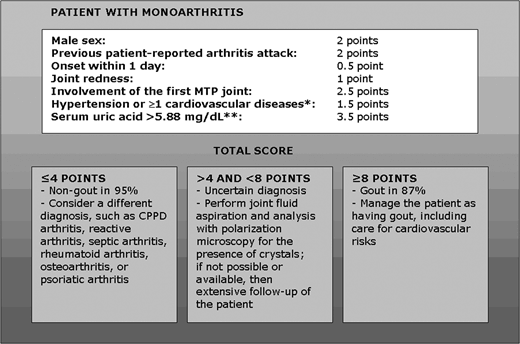 PATIENT WITH MONOARTHRITIS
Male sex: 2 points
Previous patient-reported arthritis attack: 2 points
Onset within 1 day: 0.5 point
Joint redness: 1 point
Involvement of the first MTP joint: 2.5 points
Hypertension or ≥1 cardiovascular diseases*: 1.5 points
Serum uric acid >5.88 mg/dL**: 3.5 points
TOTAL SCORE
≤4 POINTS
- Non-gout in 95%
- Consider a different
diagnosis, such as CPPD
arthritis, reactive
arthritis, septic arthritis,
rheumatoid arthritis,
osteoarthritis, or
psoriatic arthritis
>4 AND <8 POINTS
- Uncertain diagnosis
- Perform joint fluid
aspiration and analysis
with polarization
microscopy for the
presence of crystals;
if not possible or
available, then
extensive follow-up of
the patient
≥8 POINTS
- Gout in 87%
- Manage the patient as
having gout, including
care for cardiovascular
risks